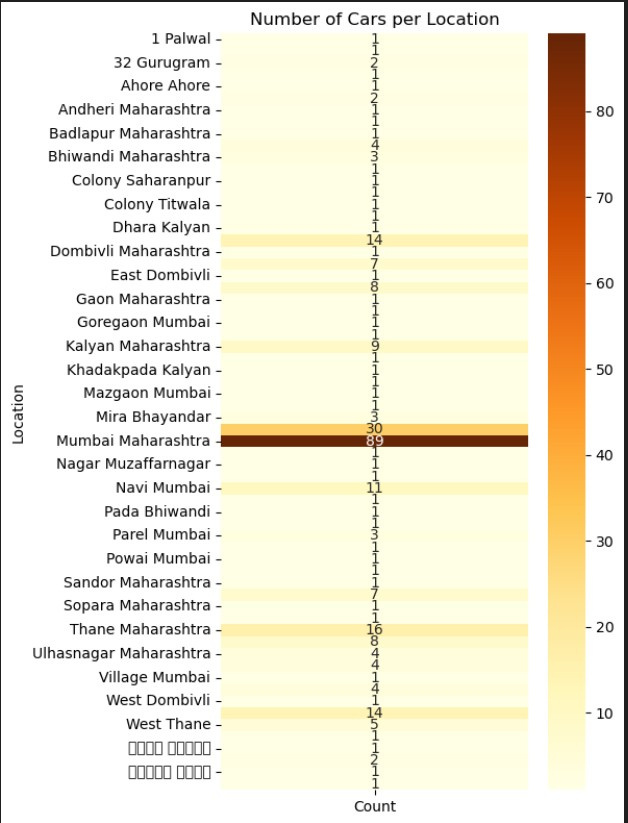 Number of Cars per Location
1 Palwal 1
1
32 Gurugram 2
1
Ahore Ahore 1
2
Andheri Maharashtra 1
1
Badlapur Maharashtra 1
4
Bhiwandi Maharashtra 3
1
Colony Saharanpur 1
1
Colony Titwala 1
1
Dhara Kalyan 1
14
Dombivli Maharashtra 1
7
East Dombivli 1
8
Gaon Maharashtra 1
1
Goregaon Mumbai 1
1
Kalyan Maharashtra 9
1
Khadakpada Kalyan 1
1
Mazgaon Mumbai 1
1
Mira Bhayandar 3
30
Mumbai Maharashtra 89
1
Nagar Muzaffarnagar 1
1
Navi Mumbai 11
1
Pada Bhiwandi 1
1
Parel Mumbai 3
1
Powai Mumbai 1
1
Sandor Maharashtra 1
7
Sopara Maharashtra 1
1
Thane Maharashtra 16
8
Ulhasnagar Maharashtra 4
4
Village Mumbai 1
4
West Dombivli 1
14
West Thane 5
1
1
2
1
1
Location
Count
80
70
60
50
40
30
20
10